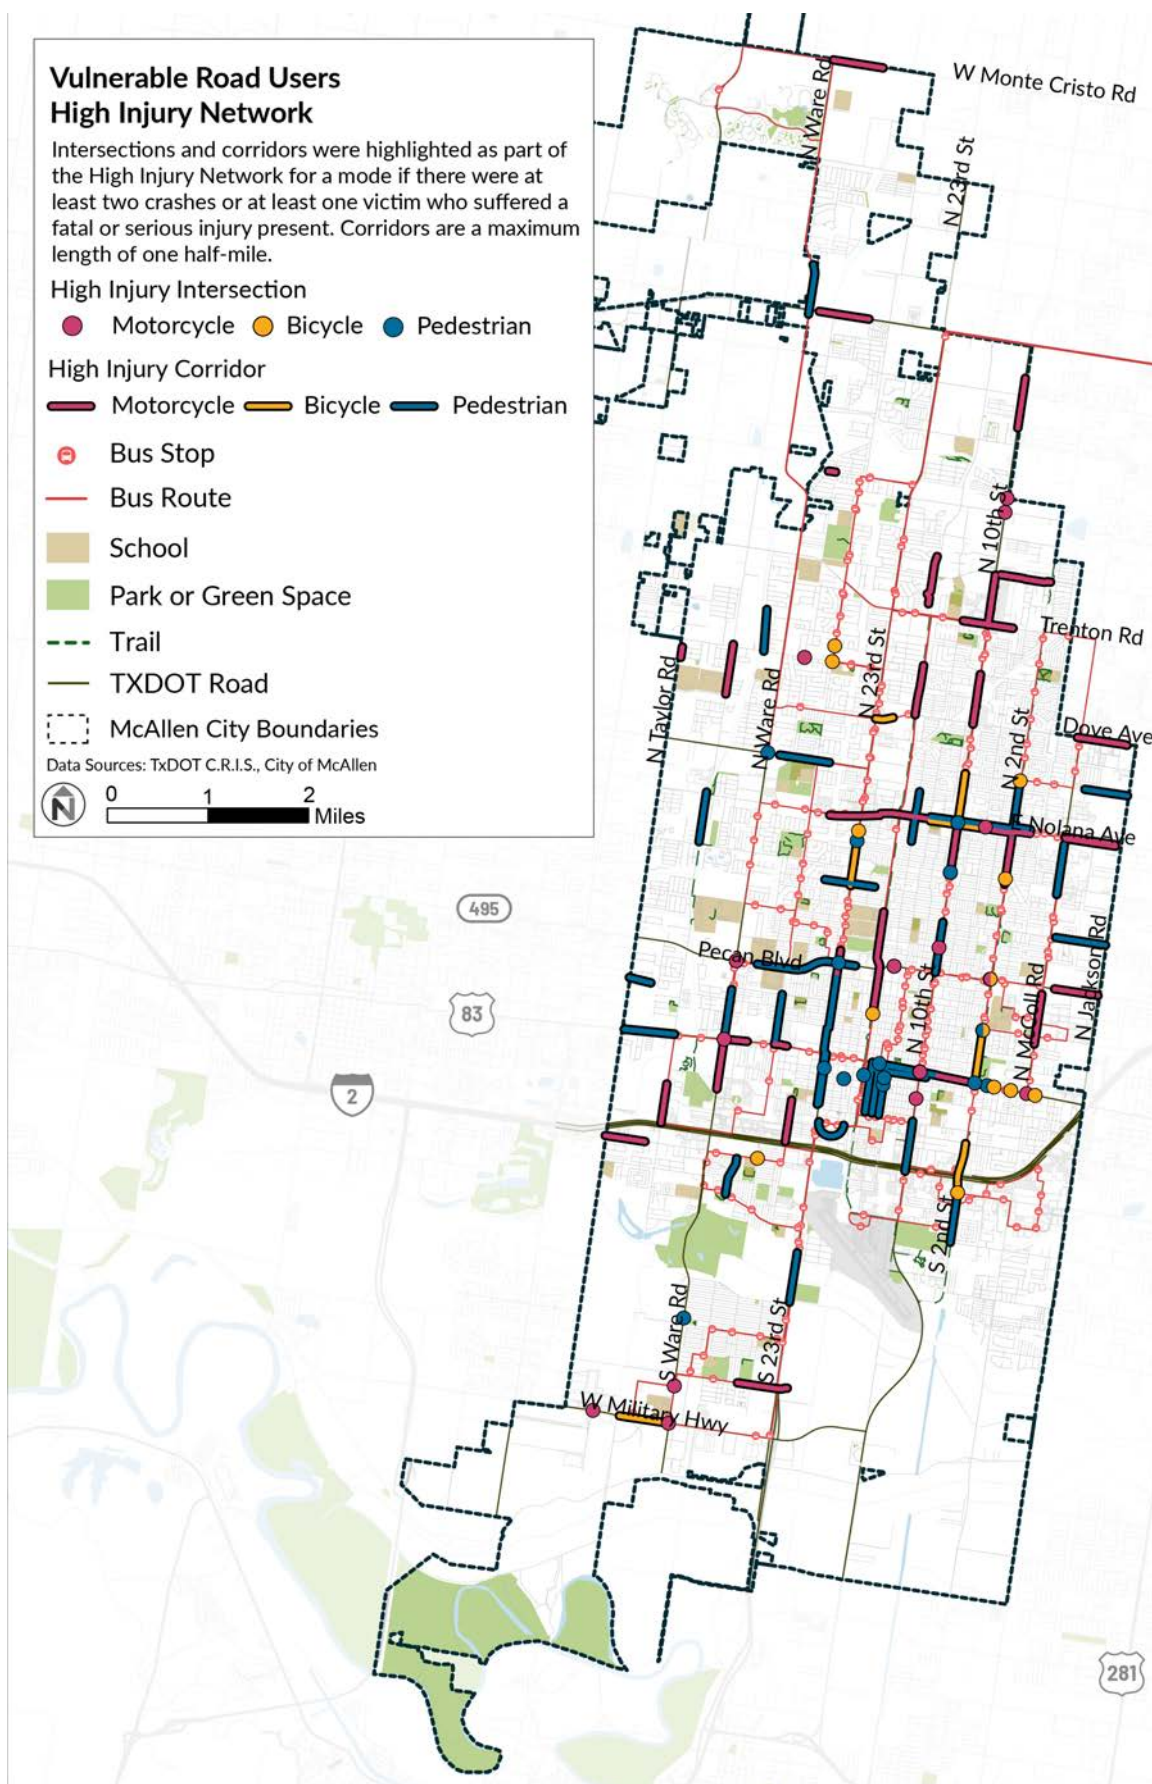 Vulnerable Road Users
High Injury Network
Intersections and corridors were highlighted as part of
the High Injury Network for a mode if there were at
least two crashes or at least one victim who suffered a
fatal or serious injury present. Corridors are a maximum
length of one half-mile.
High Injury Intersection
Motorcycle
Bicycle
Pedestrian
High Injury Corridor
Motorcycle
Bicycle
Pedestrian
Bus Stop
Bus Route
School
Park or Green Space
Trail
TXDOT Road
McAllen City Boundaries
Data Sources: TxDOT C.R.I.S., City of McAllen
N
0 1 2
Miles
W Monte Cristo Rd
N Ware Rd
N 23rd St
N 10th St
Trenton Rd
N 23rd St
N Taylor Rd
N Ware Rd
N 2nd St
Dove Ave
E Nolana Ave
495
Pecan Blvd
N Jackson Rd
83
N 10th St
N McColl Rd
2
S 2nd St
S Ware Rd
S 23rd St
W Military Hwy
281